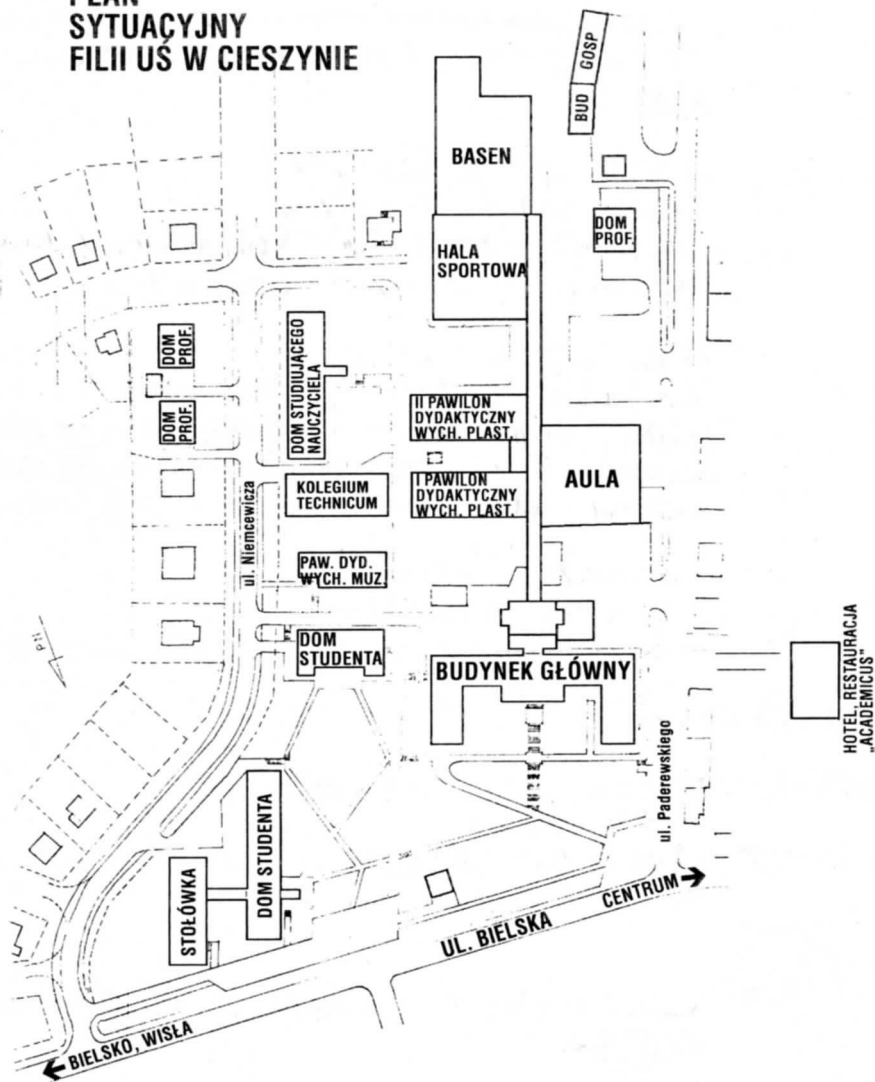 PLAN
SYTUACYJNY
FILII UŚ W CIESZYNIE
BUD GOSP
BASEN
DOM
PROF.
HALA
SPORTOWA
DOM
PROF.
DOM
PROF.
DOM STUDIUJĄCEGO
NAUCZYCIELA
II PAWILON
DYDAKTYCZNY
WYCH. PLAST.
AULA
KOLEGIUM
TECHNICUM
I PAWILON
DYDAKTYCZNY
WYCH. PLAST.
ul. Niemcewicza
PAW. DYD.
WYCH. MUZ.
płn
DOM
STUDENTA
BUDYNEK GŁÓWNY
HOTEL, RESTAURACJA
„ACADEMICUS"
ul. Paderewskiego
STOŁÓWKA
DOM STUDENTA
UL. BIELSKA
CENTRUM
BIELSKO, WISŁA